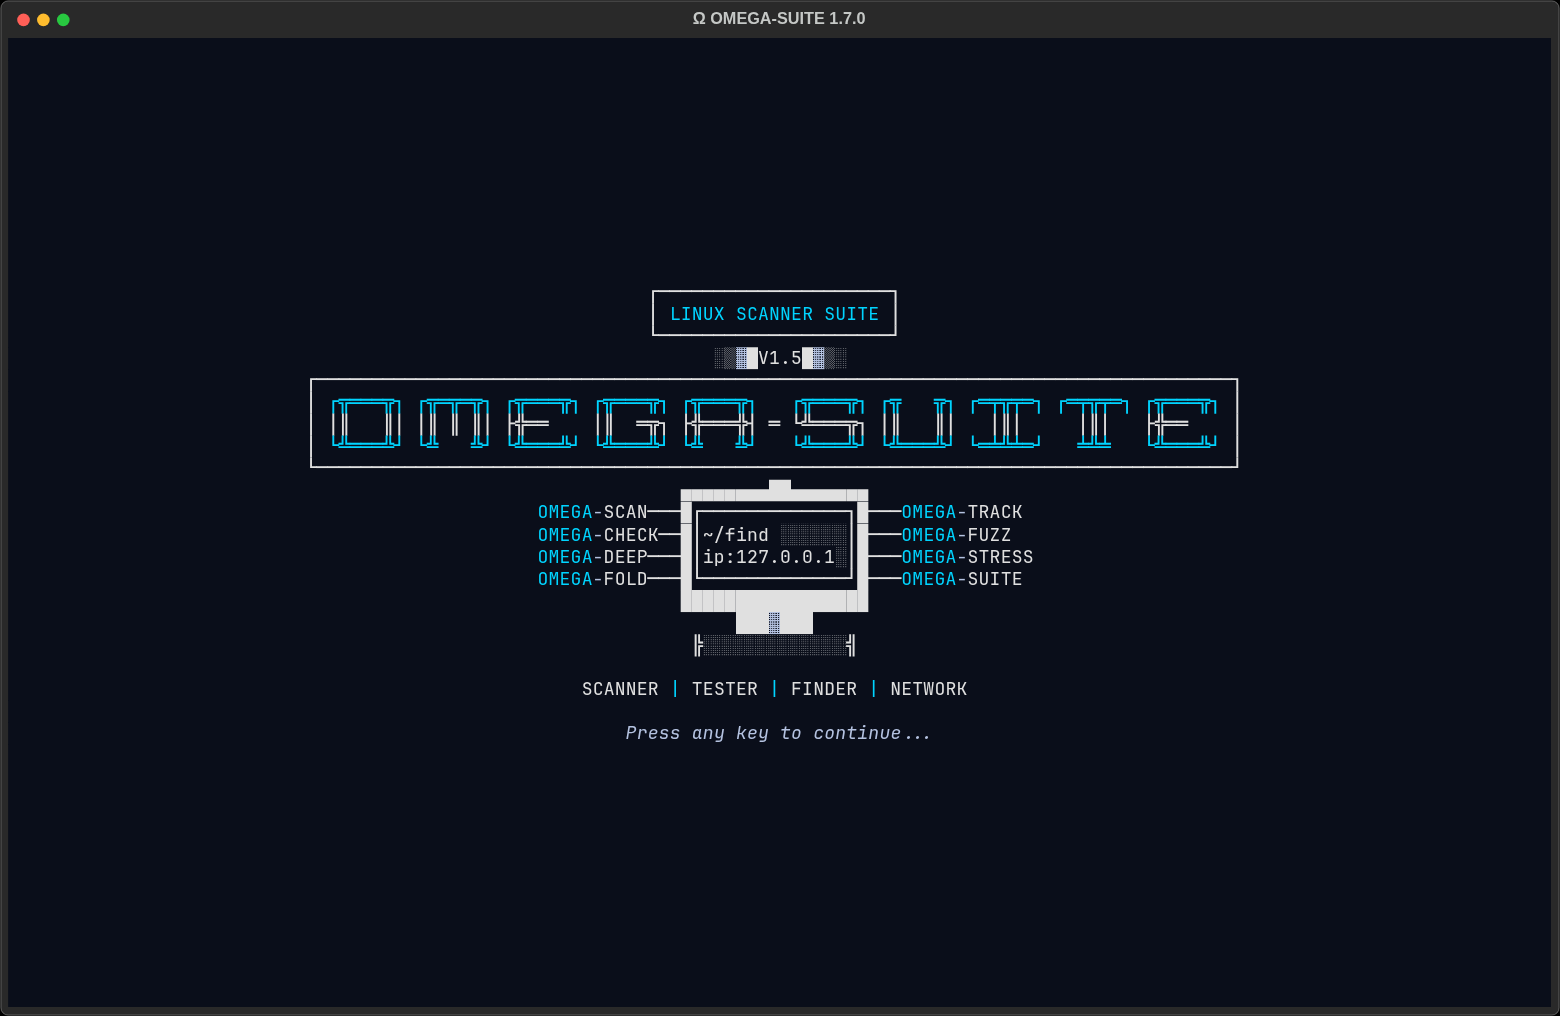 Ω OMEGA-SUITE 1.7.0
LINUX SCANNER SUITE
V1.5
OMEGA-SUITE
OMEGA-SCAN
OMEGA-TRACK
OMEGA-CHECK
~/find
OMEGA-FUZZ
OMEGA-DEEP
ip:127.0.0.1
OMEGA-STRESS
OMEGA-FOLD
OMEGA-SUITE
SCANNER | TESTER | FINDER | NETWORK
Press any key to continue...